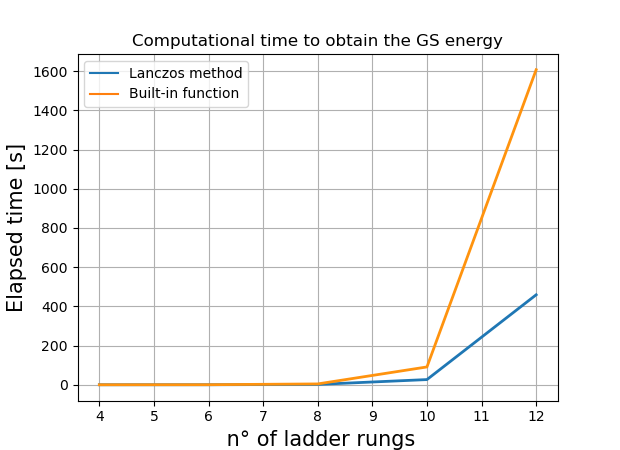 Computational time to obtain the GS energy
Lanczos method
Built-in function
Elapsed time [s]
1600
1400
1200
1000
800
600
400
200
0
4 5 6 7 8 9 10 11 12
n° of ladder rungs